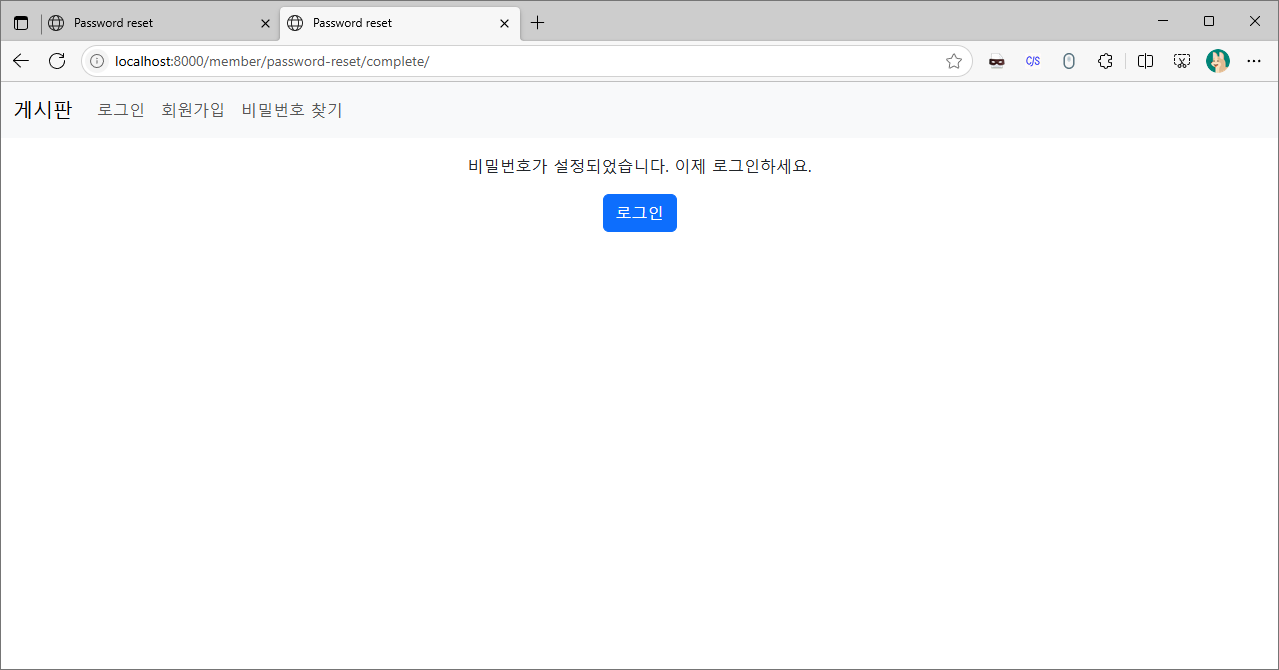 Password reset
Password reset
localhost:8000/member/password-reset/complete/
C/S
게시판 로그인 회원가입 비밀번호 찾기
비밀번호가 설정되었습니다. 이제 로그인하세요.
로그인